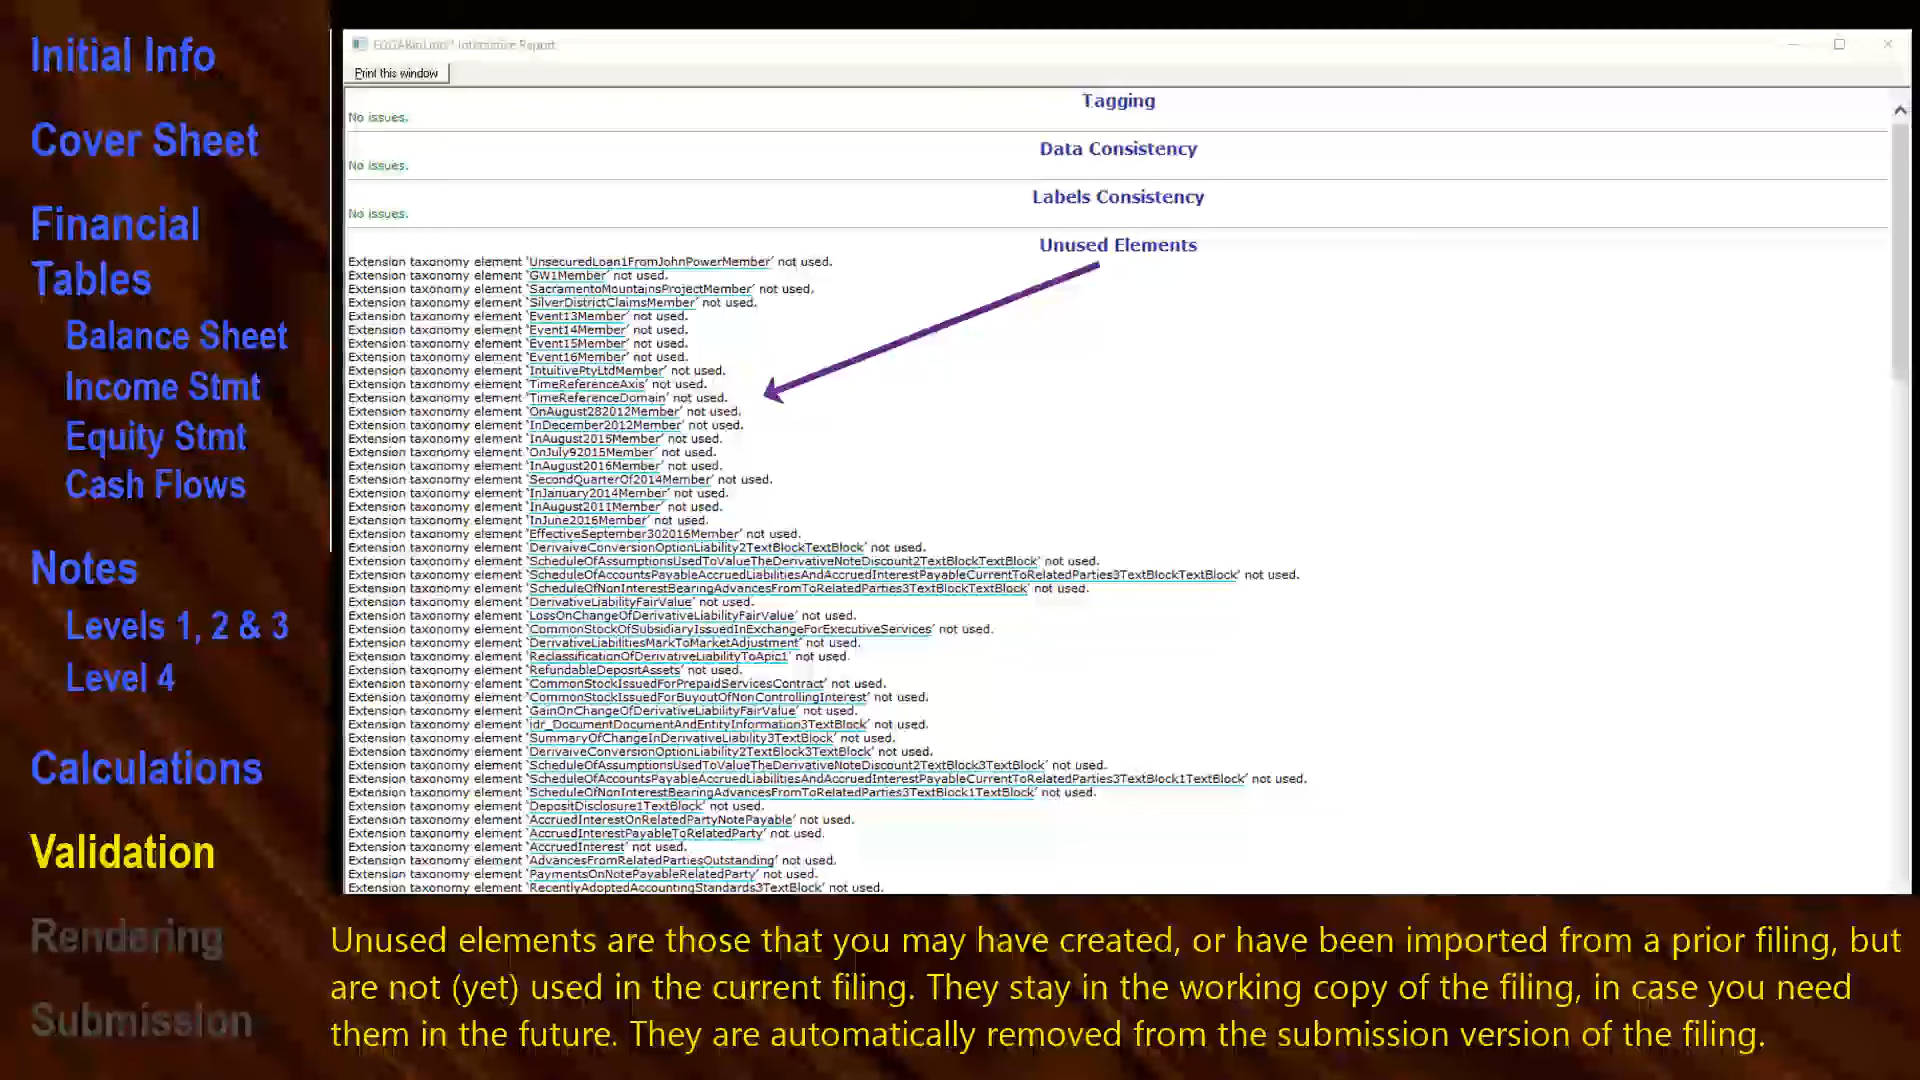 Initial Info
Cover Sheet
Financial
Tables
Balance Sheet
Income Stmt
Equity Stmt
Cash Flows
Notes
Levels 1, 2 & 3
Level 4
Calculations
Validation
Rendering
Submission
Interactive Report
Print this window
Tagging
No issues.
Data Consistency
No issues.
Labels Consistency
No issues.
Unused Elements
Extension taxonomy element 'UnsecuredLoan1FromJohnPowerMember' not used.
Extension taxonomy element 'GW1Member' not used.
Extension taxonomy element 'SacramentoMountainsProjectMember' not used.
Extension taxonomy element 'SilverDistrictClaimsMember' not used.
Extension taxonomy element 'Event13Member' not used.
Extension taxonomy element 'Event14Member' not used.
Extension taxonomy element 'Event15Member' not used.
Extension taxonomy element 'Event16Member' not used.
Extension taxonomy element 'IntuitivePtyLtdMember' not used.
Extension taxonomy element 'TimeReferenceAxis' not used.
Extension taxonomy element 'TimeReferenceDomain' not used.
Extension taxonomy element 'OnAugust282012Member' not used.
Extension taxonomy element 'InDecember2012Member' not used.
Extension taxonomy element 'InAugust2015Member' not used.
Extension taxonomy element 'OnJuly92015Member' not used.
Extension taxonomy element 'InAugust2016Member' not used.
Extension taxonomy element 'SecondQuarterOf2014Member' not used.
Extension taxonomy element 'InJanuary2014Member' not used.
Extension taxonomy element 'InAugust2011Member' not used.
Extension taxonomy element 'InJune2016Member' not used.
Extension taxonomy element 'EffectiveSeptember302016Member' not used.
Extension taxonomy element 'DerivaiveConversionOptionLiability2TextBlockTextBlock' not used.
Extension taxonomy element 'ScheduleOfAssumptionsUsedToValueTheDerivativeNoteDiscount2TextBlockTextBlock' not used.
Extension taxonomy element 'ScheduleOfAccountsPayableAccruedLiabilitiesAndAccruedInterestPayableCurrentToRelatedParties3TextBlockTextBlock' not used.
Extension taxonomy element 'ScheduleOfNonInterestBearingAdvancesFromToRelatedParties3TextBlockTextBlock' not used.
Extension taxonomy element 'DerivativeLiabilityFairValue' not used.
Extension taxonomy element 'LossOnChangeOfDerivativeLiabilityFairValue' not used.
Extension taxonomy element 'CommonStockOfSubsidiaryIssuedInExchangeForExecutiveServices' not used.
Extension taxonomy element 'DerivativeLiabilitiesMarkToMarketAdjustment' not used.
Extension taxonomy element 'ReclassificationOfDerivativeLiabilityToApic1' not used.
Extension taxonomy element 'RefundableDepositAssets' not used.
Extension taxonomy element 'CommonStockIssuedForPrepaidServicesContract' not used.
Extension taxonomy element 'CommonStockIssuedForBuyoutOfNonControllingInterest' not used.
Extension taxonomy element 'GainOnChangeOfDerivativeLiabilityFairValue' not used.
Extension taxonomy element 'idr_DocumentDocumentAndEntityInformation3TextBlock' not used.
Extension taxonomy element 'SummaryOfChangeInDerivativeLiability3TextBlock' not used.
Extension taxonomy element 'DerivaiveConversionOptionLiability2TextBlock3TextBlock' not used.
Extension taxonomy element 'ScheduleOfAssumptionsUsedToValueTheDerivativeNoteDiscount2TextBlock3TextBlock' not used.
Extension taxonomy element 'ScheduleOfAccountsPayableAccruedLiabilitiesAndAccruedInterestPayableCurrentToRelatedParties3TextBlock1TextBlock' not used.
Extension taxonomy element 'ScheduleOfNonInterestBearingAdvancesFromToRelatedParties3TextBlock1TextBlock' not used.
Extension taxonomy element 'DepositDisclosure1TextBlock' not used.
Extension taxonomy element 'AccruedInterestOnRelatedPartyNotePayable' not used.
Extension taxonomy element 'AccruedInterestPayableToRelatedParty' not used.
Extension taxonomy element 'AccruedInterest' not used.
Extension taxonomy element 'AdvancesFromRelatedPartiesOutstanding' not used.
Extension taxonomy element 'PaymentsOnNotePayableRelatedParty' not used.
Extension taxonomy element 'RecentlyAdoptedAccountingStandards3TextBlock' not used.
Unused elements are those that you may have created, or have been imported from a prior filing, but
are not (yet) used in the current filing. They stay in the working copy of the filing, in case you need
them in the future. They are automatically removed from the submission version of the filing.